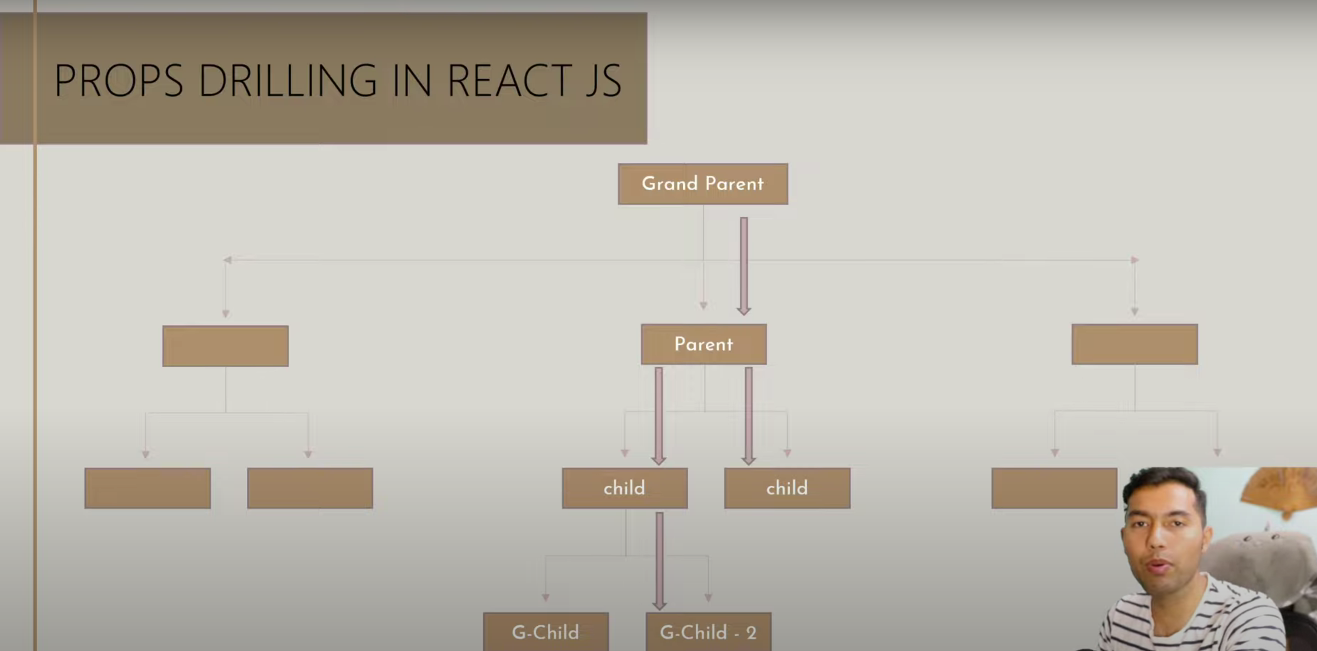 PROPS DRILLING IN REACT JS
Grand Parent
Parent
child
child
G-Child
G-Child - 2